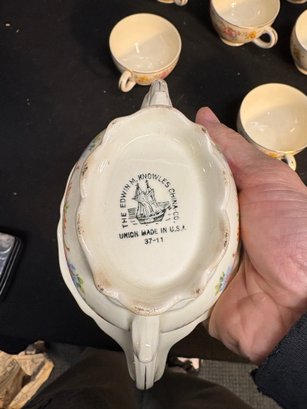 THE EDWIN M. KNOWLES CHINA CO.
UNION MADE IN U.S.A.
37-11